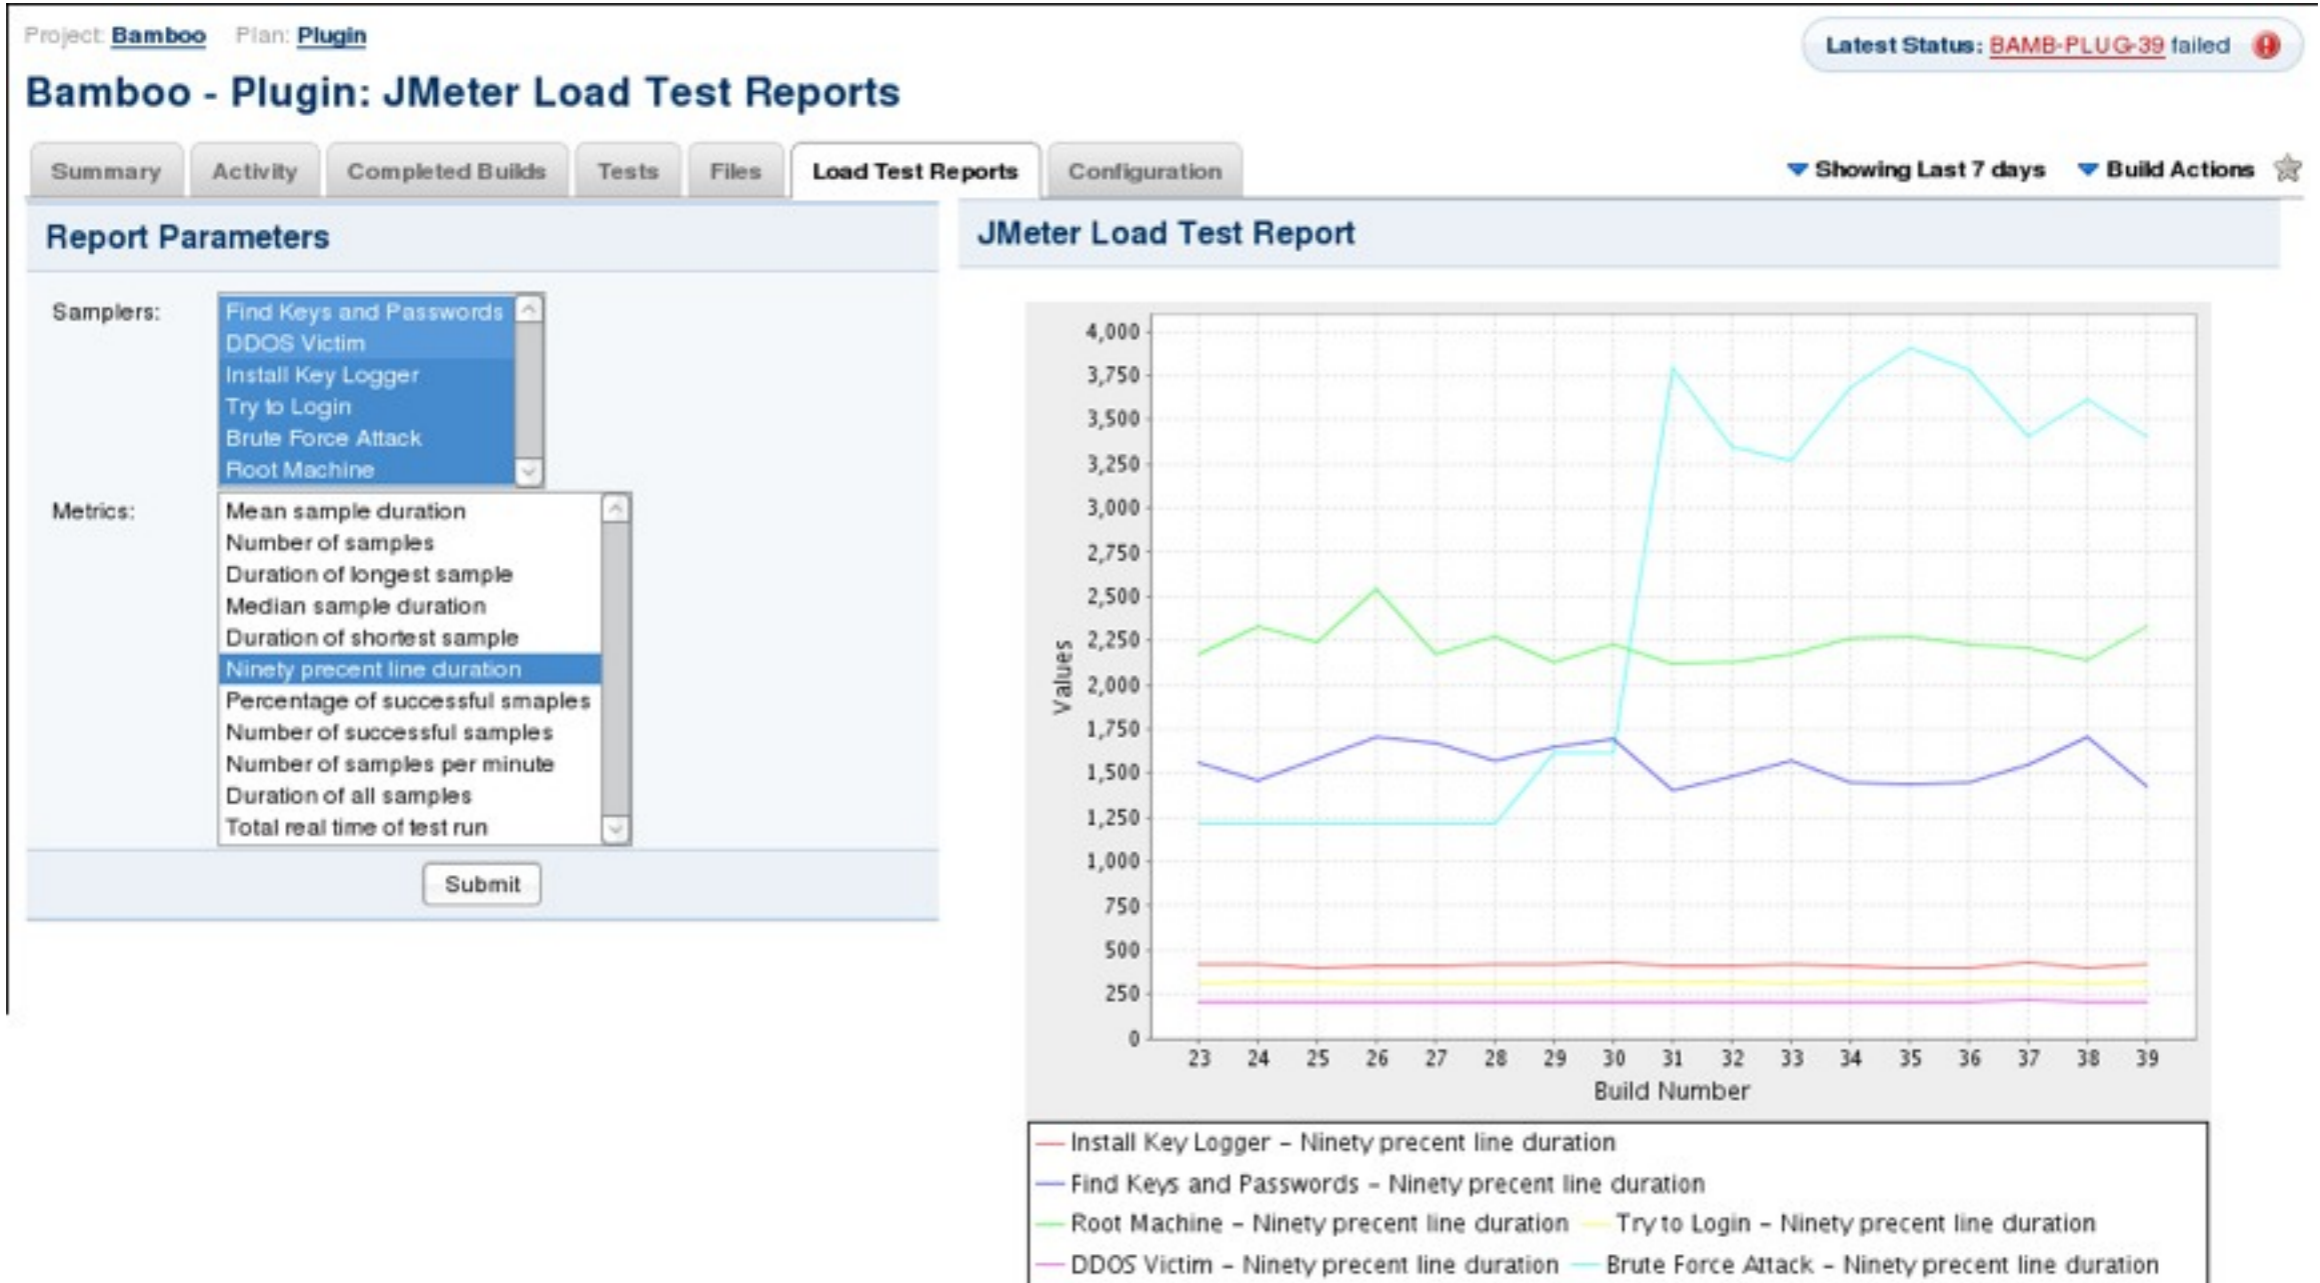 Project: Bamboo Plan: Plugin
Latest Status: BAMB-PLUG-39 failed
Bamboo - Plugin: JMeter Load Test Reports
Summary
Activity
Completed Builds
Tests
Files
Load Test Reports
Configuration
Showing Last 7 days
Build Actions
Report Parameters
Samplers:
Find Keys and Passwords
DDOS Victim
Install Key Logger
Try to Login
Brute Force Attack
Root Machine
Metrics:
Mean sample duration
Number of samples
Duration of longest sample
Median sample duration
Duration of shortest sample
Ninety precent line duration
Percentage of successful smaples
Number of successful samples
Number of samples per minute
Duration of all samples
Total real time of test run
Submit
JMeter Load Test Report
4,000
3,750
3,500
3,250
3,000
2,750
2,500
2,250
2,000
1,750
1,500
1,250
1,000
750
500
250
0
Values
23 24 25 26 27 28 29 30 31 32 33 34 35 36 37 38 39
Build Number
Install Key Logger – Ninety precent line duration
Find Keys and Passwords – Ninety precent line duration
Root Machine – Ninety precent line duration Try to Login – Ninety precent line duration
DDOS Victim – Ninety precent line duration Brute Force Attack – Ninety precent line duration